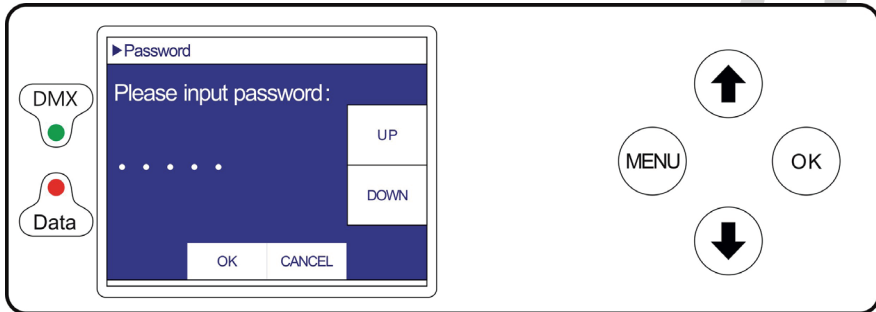 DMX
Data
▶Password
Please input password:
• • • • •
UP
DOWN
OK CANCEL
MENU
OK